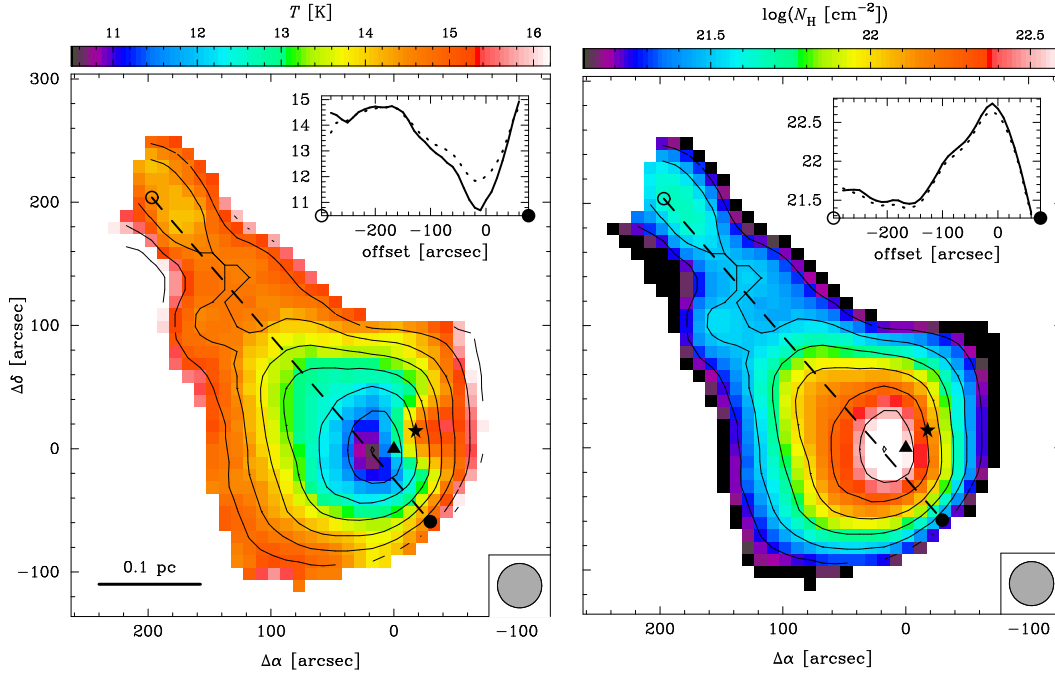 T [K]
11 12 13 14 15 16
300
200
100
0
−100
Δδ [arcsec]
15
14
13
12
11
−200 −100 0
offset [arcsec]
0.1 pc
200 100 0 −100
Δα [arcsec]
log(N_H [cm⁻²])
21.5 22 22.5
22.5
22
21.5
−200 −100 0
offset [arcsec]
200 100 0 −100
Δα [arcsec]